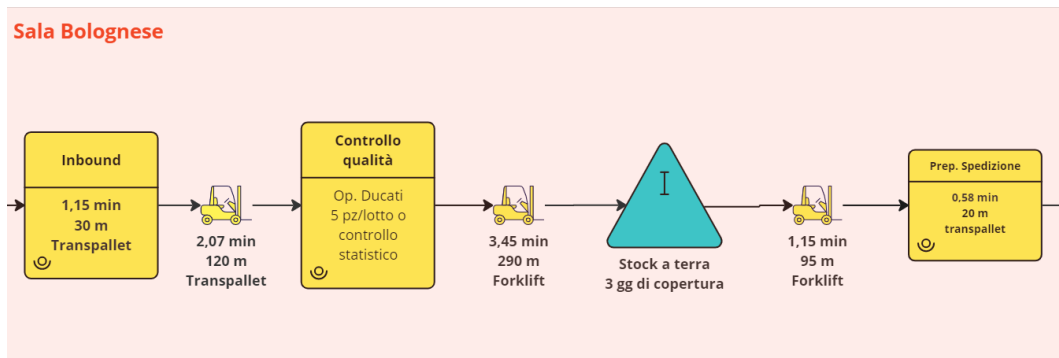 Sala Bolognese
Inbound
1,15 min
30 m
Transpallet
2,07 min
120 m
Transpallet
Controllo
qualità
Op. Ducati
5 pz/lotto o
controllo
statistico
3,45 min
290 m
Forklift
I
Stock a terra
3 gg di copertura
1,15 min
95 m
Forklift
Prep. Spedizione
0,58 min
20 m
transpallet